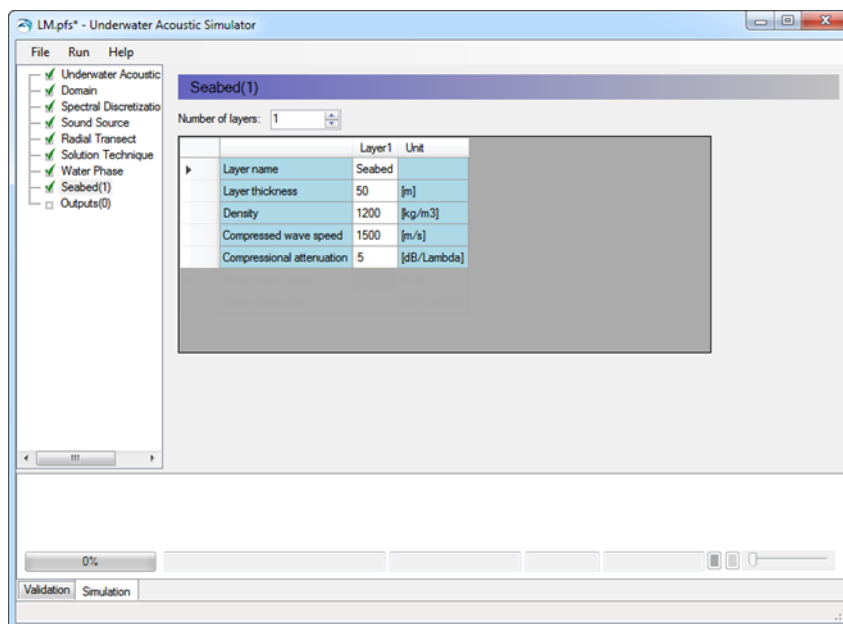 LM.pfs* - Underwater Acoustic Simulator
File Run Help
Underwater Acoustic
Domain
Spectral Discretizatio
Sound Source
Radial Transect
Solution Technique
Water Phase
Seabed(1)
Outputs(0)
Seabed(1)
Number of layers: 1
Layer1 Unit
Layer name Seabed
Layer thickness 50 [m]
Density 1200 [kg/m3]
Compressed wave speed 1500 [m/s]
Compressional attenuation 5 [dB/Lambda]
0%
Validation Simulation